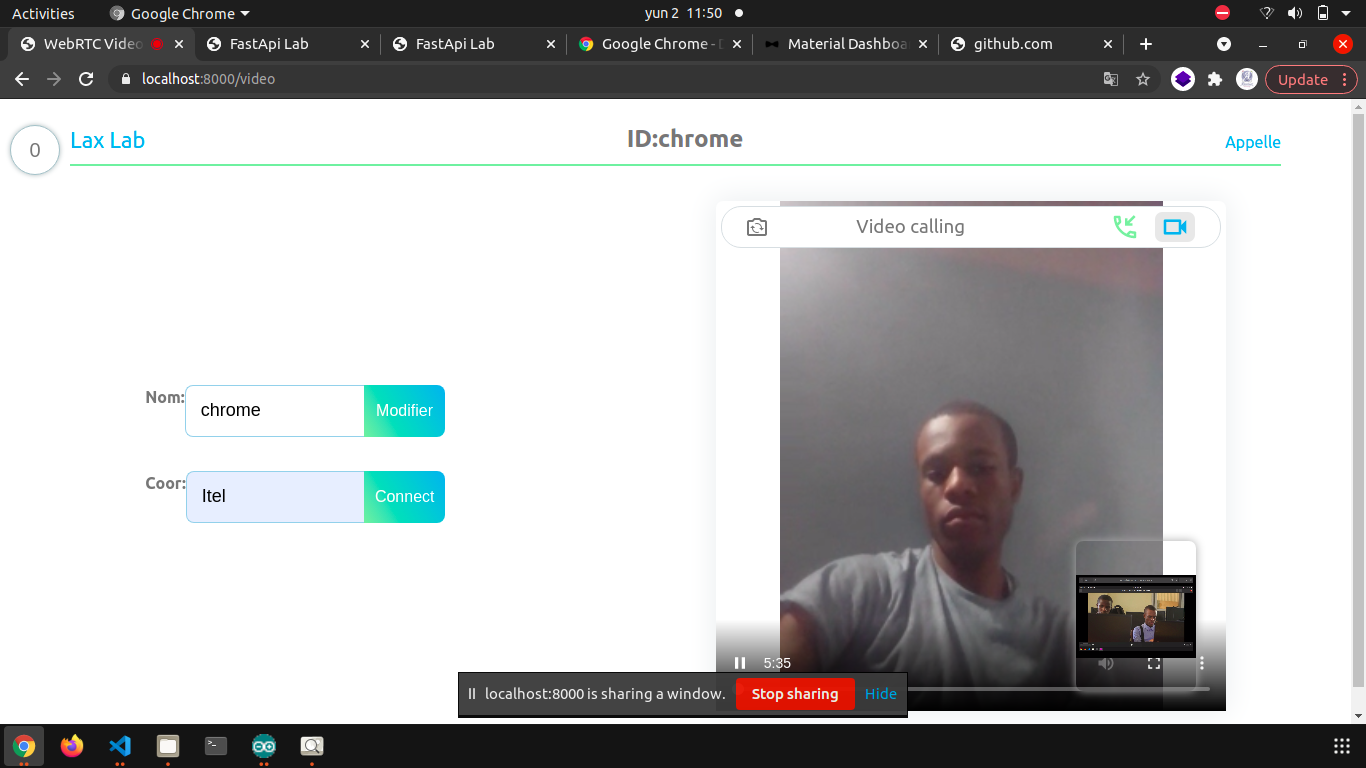 Activities Google Chrome yun 2 11:50
WebRTC Video FastApi Lab FastApi Lab Google Chrome - D Material Dashboa github.com
localhost:8000/video Update
0 Lax Lab ID:chrome Appelle
Video calling
Nom: chrome Modifier
Coor: Itel Connect
5:35
localhost:8000 is sharing a window. Stop sharing Hide